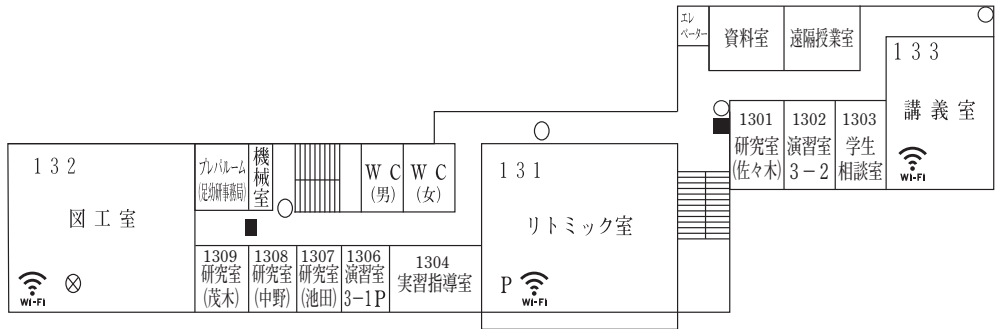 エレ
ベーター
資料室
遠隔授業室
133
講義室
Wi-Fi
1301
研究室
(佐々木)
1302
演習室
3-2
1303
学生
相談室
132
図工室
Wi-Fi
プレパルーム
(足幼研事務局)
機械室
WC
(男)
WC
(女)
131
リトミック室
P
Wi-Fi
1309
研究室
(茂木)
1308
研究室
(中野)
1307
研究室
(池田)
1306
演習室
3-1P
1304
実習指導室